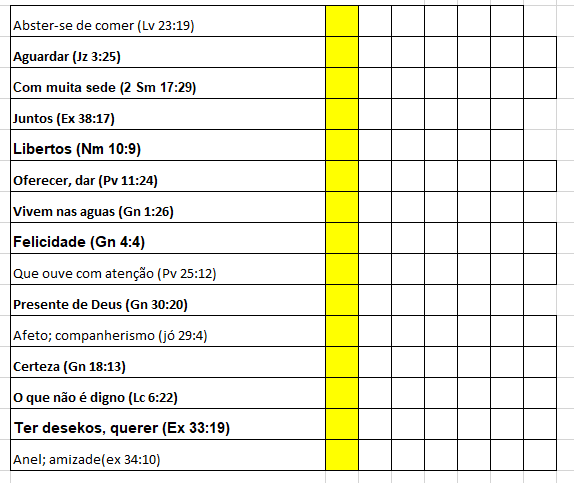 Abster-se de comer (Lv 23:19)
Aguardar (Jz 3:25)
Com muita sede (2 Sm 17:29)
Juntos (Ex 38:17)
Libertos (Nm 10:9)
Oferecer, dar (Pv 11:24)
Vivem nas aguas (Gn 1:26)
Felicidade (Gn 4:4)
Que ouve com atenção (Pv 25:12)
Presente de Deus (Gn 30:20)
Afeto; companherismo (jó 29:4)
Certeza (Gn 18:13)
O que não é digno (Lc 6:22)
Ter desekos, querer (Ex 33:19)
Anel; amizade(ex 34:10)